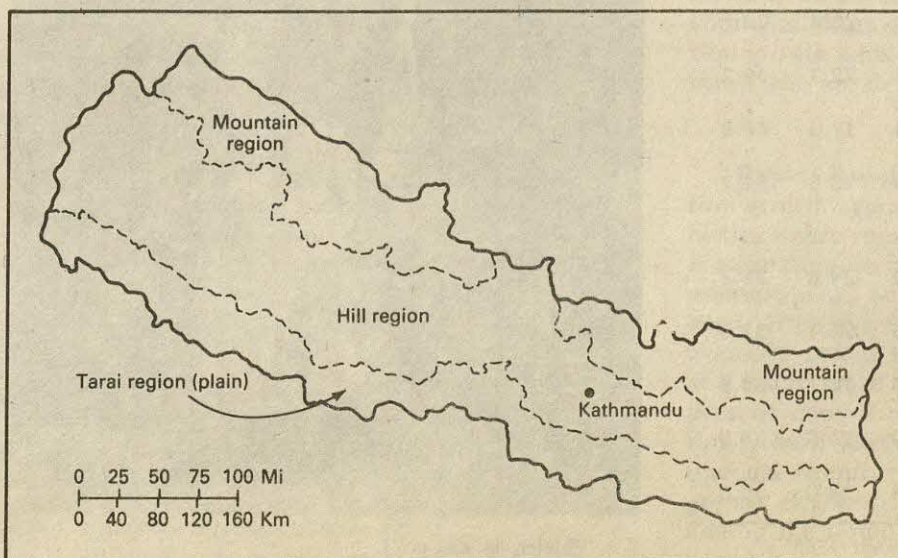 Mountain
region
Hill region
Tarai region (plain)
Mountain
region
Kathmandu
0 25 50 75 100 Mi
0 40 80 120 160 Km